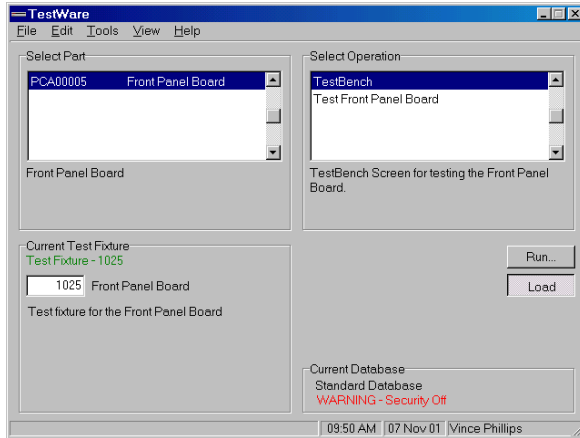 TestWare
File Edit Tools View Help
Select Part
PCA00005 Front Panel Board
Front Panel Board
Select Operation
TestBench
Test Front Panel Board
TestBench Screen for testing the Front Panel
Board.
Current Test Fixture
Test Fixture - 1025
1025 Front Panel Board
Test fixture for the Front Panel Board
Run...
Load
Current Database
Standard Database
WARNING - Security Off
09:50 AM 07 Nov 01 Vince Phillips